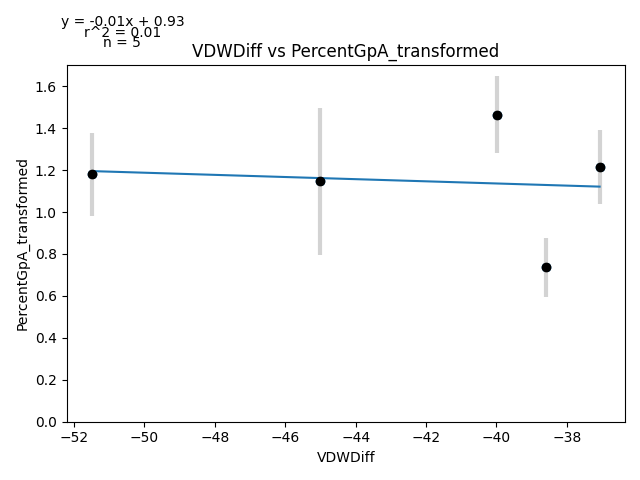 y = -0.01x + 0.93
r^2 = 0.01
n = 5
VDWDiff vs PercentGpA_transformed
PercentGpA_transformed
1.6
1.4
1.2
1.0
0.8
0.6
0.4
0.2
0.0
−52
−50
−48
−46
−44
−42
−40
−38
VDWDiff